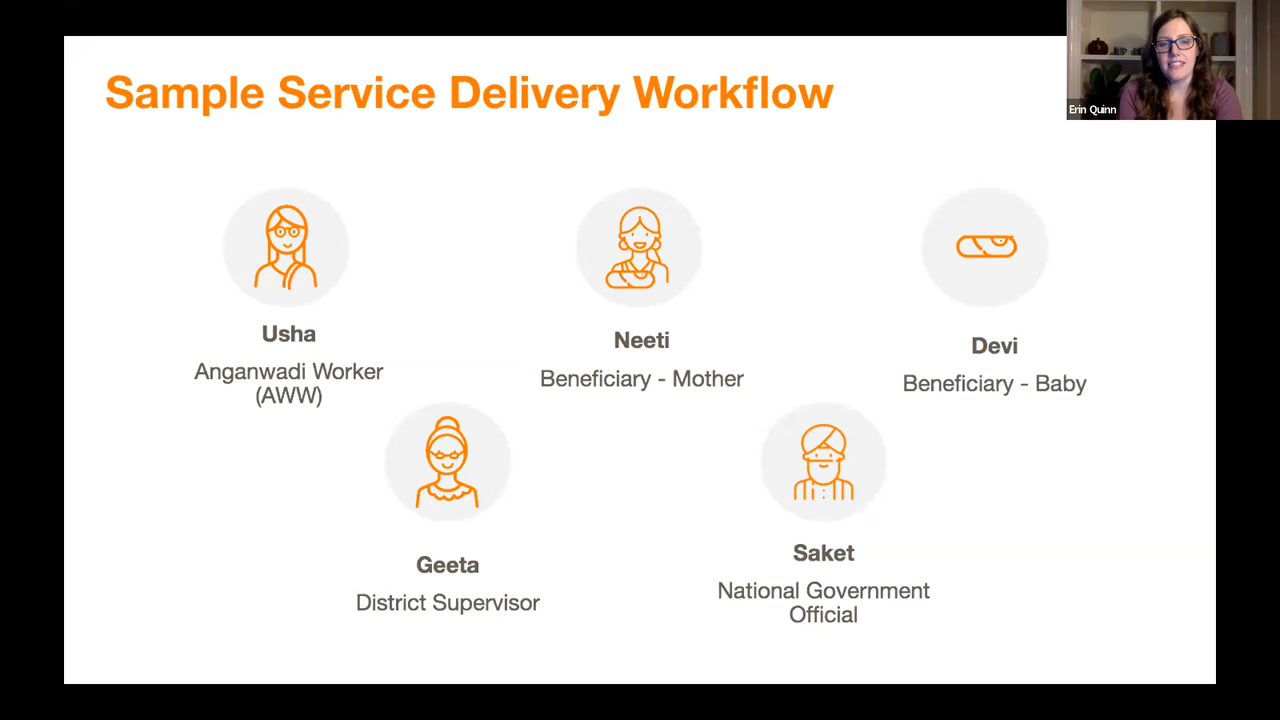 Sample Service Delivery Workflow
Erin Quinn
Usha
Anganwadi Worker
(AWW)
Neeti
Beneficiary - Mother
Devi
Beneficiary - Baby
Geeta
District Supervisor
Saket
National Government
Official